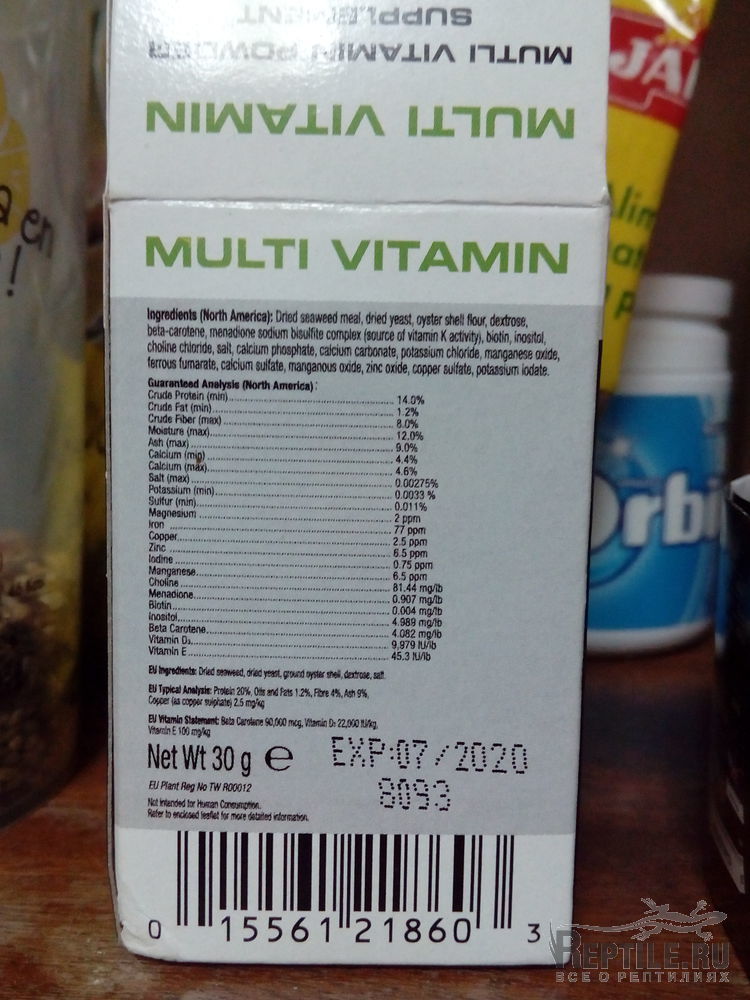 SUPPLEMENT
MUTLI VITAMIN POWDER
MULTI VITAMIN
JAR
a en
!
MULTI VITAMIN
Ingredients (North America): Dried seaweed meal, dried yeast, oyster shell flour, dextrose,
beta-carotene, menadione sodium bisulfite complex (source of vitamin K activity), biotin, inositol,
choline chloride, salt, calcium phosphate, calcium carbonate, potassium chloride, manganese oxide,
ferrous fumarate, calcium sulfate, manganous oxide, zinc oxide, copper sulfate, potassium iodate.
Guaranteed Analysis (North America) :
Crude Protein (min) 14.0%
Crude Fat (min) 1.2%
Crude Fiber (max) 8.0%
Moisture (max) 12.0%
Ash (max) 9.0%
Calcium (min) 4.4%
Calcium (max) 4.6%
Salt (max) 0.00275%
Potassium (min) 0.0033 %
Sulfur (min) 0.011%
Magnesium 2 ppm
Iron 77 ppm
Copper 2.5 ppm
Zinc 6.5 ppm
Iodine 0.75 ppm
Manganese 6.5 ppm
Choline 81.44 mg/lb
Menadione 0.907 mg/lb
Biotin 0.004 mg/lb
Inositol 4.989 mg/lb
Beta Carotene 4.082 mg/lb
Vitamin D₃ 9,979 IU/lb
Vitamin E 45.3 IU/lb
EU Ingredients: Dried seaweed, dried yeast, ground oyster shell, dextrose, salt.
EU Typical Analysis: Protein 20%, Oils and Fats 1.2%, Fibre 4%, Ash 9%,
Copper (as copper sulphate) 2.5 mg/kg
EU Vitamin Statement: Beta Carotene 90,000 mcg, Vitamin D₃ 22,000 IU/kg,
Vitamin E 100 mg/kg
Net Wt 30 g e
EXP:07/2020
8093
EU Plant Reg No TW R00012
Not Intended for Human Consumption.
Refer to enclosed leaflet for more detailed information.
0 15561 21860 3
Orbi
REPTILE.RU
ВСЕ О РЕПТИЛИЯХ